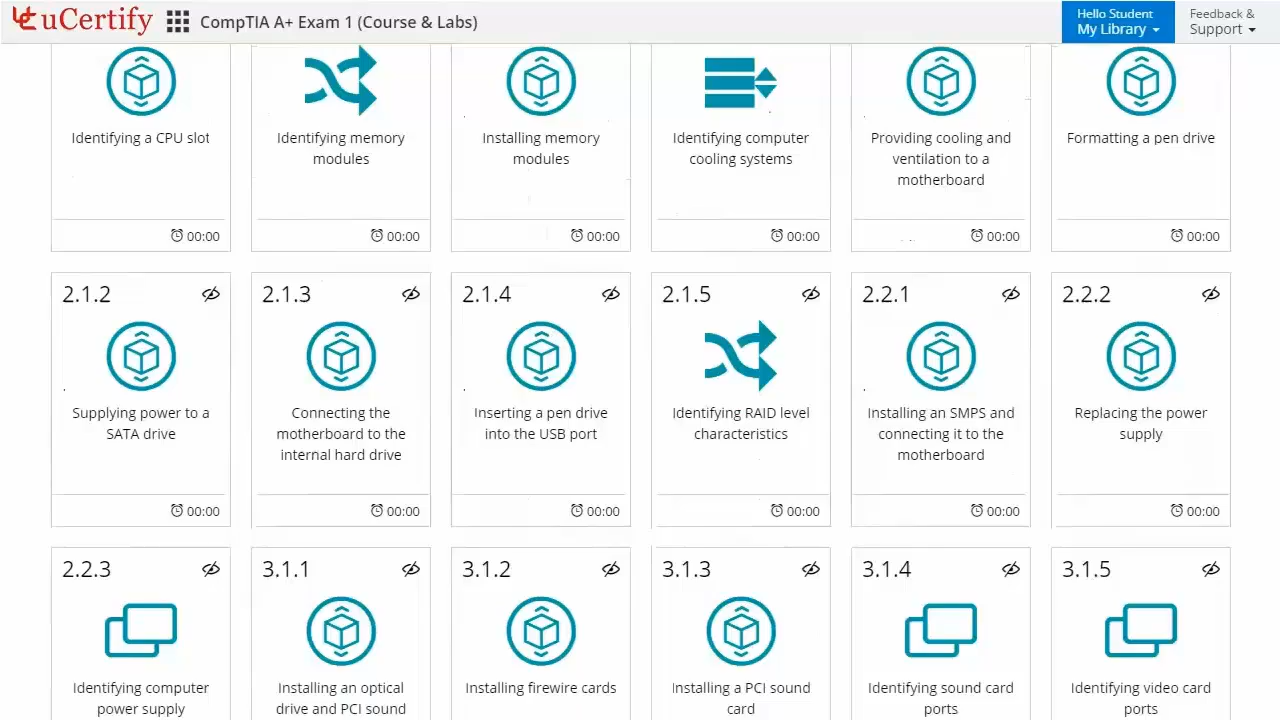 uCertify
CompTIA A+ Exam 1 (Course & Labs)
Hello Student
My Library
Feedback &
Support
Identifying a CPU slot
00:00
Identifying memory
modules
00:00
Installing memory
modules
00:00
Identifying computer
cooling systems
00:00
Providing cooling and
ventilation to a
motherboard
00:00
Formatting a pen drive
00:00
2.1.2
Supplying power to a
SATA drive
00:00
2.1.3
Connecting the
motherboard to the
internal hard drive
00:00
2.1.4
Inserting a pen drive
into the USB port
00:00
2.1.5
Identifying RAID level
characteristics
00:00
2.2.1
Installing an SMPS and
connecting it to the
motherboard
00:00
2.2.2
Replacing the power
supply
00:00
2.2.3
Identifying computer
power supply
3.1.1
Installing an optical
drive and PCI sound
3.1.2
Installing firewire cards
3.1.3
Installing a PCI sound
card
3.1.4
Identifying sound card
ports
3.1.5
Identifying video card
ports